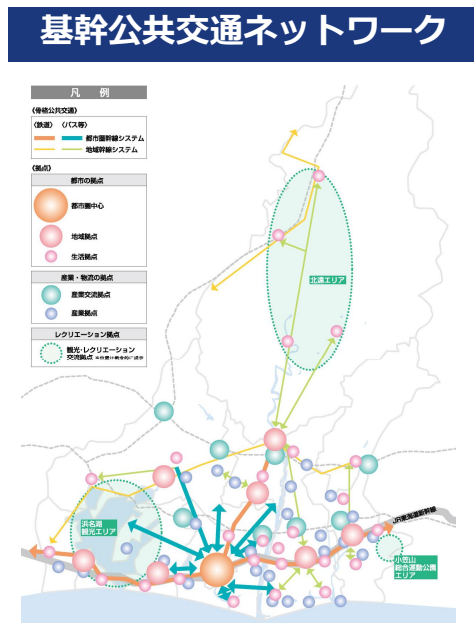 基幹公共交通ネットワーク
凡　例
〈骨格公共交通〉
〈鉄道〉 〈バス等〉
都市圏幹線システム
地域幹線システム
〈拠点〉
都市の拠点
都市圏中心
地域拠点
生活拠点
産業・物流の拠点
産業交流拠点
産業拠点
レクリエーション拠点
観光・レクリエーション
交流拠点
北遠エリア
浜名湖
観光エリア
JR東海道新幹線
小笠山
総合運動公園
エリア